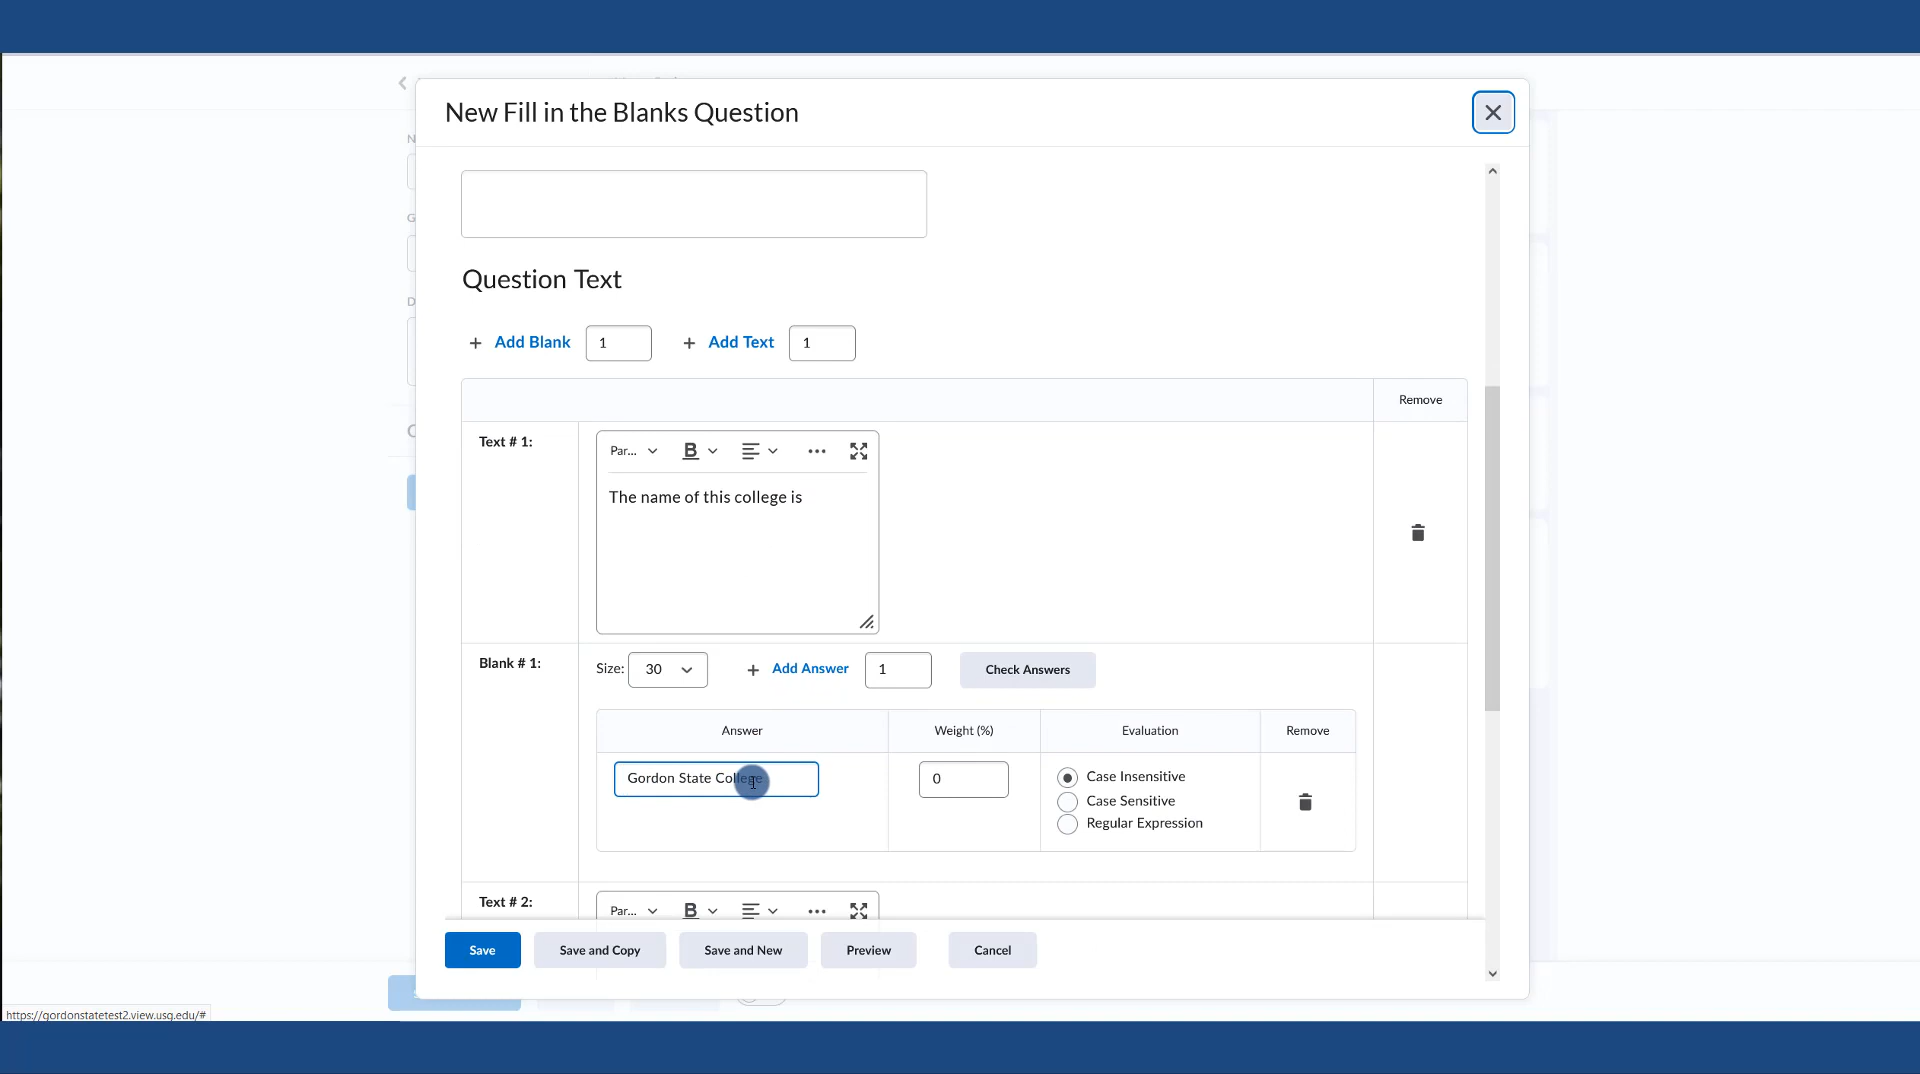 New Fill in the Blanks Question
Question Text
+ Add Blank 1 + Add Text 1
Remove
Text # 1:
Par... B
The name of this college is
Blank # 1:
Size: 30 + Add Answer 1 Check Answers
Answer Weight (%) Evaluation Remove
Gordon State College 0 Case Insensitive
Case Sensitive
Regular Expression
Text # 2:
Par... B
Save Save and Copy Save and New Preview Cancel
https://gordonstatetest2.view.usg.edu/#